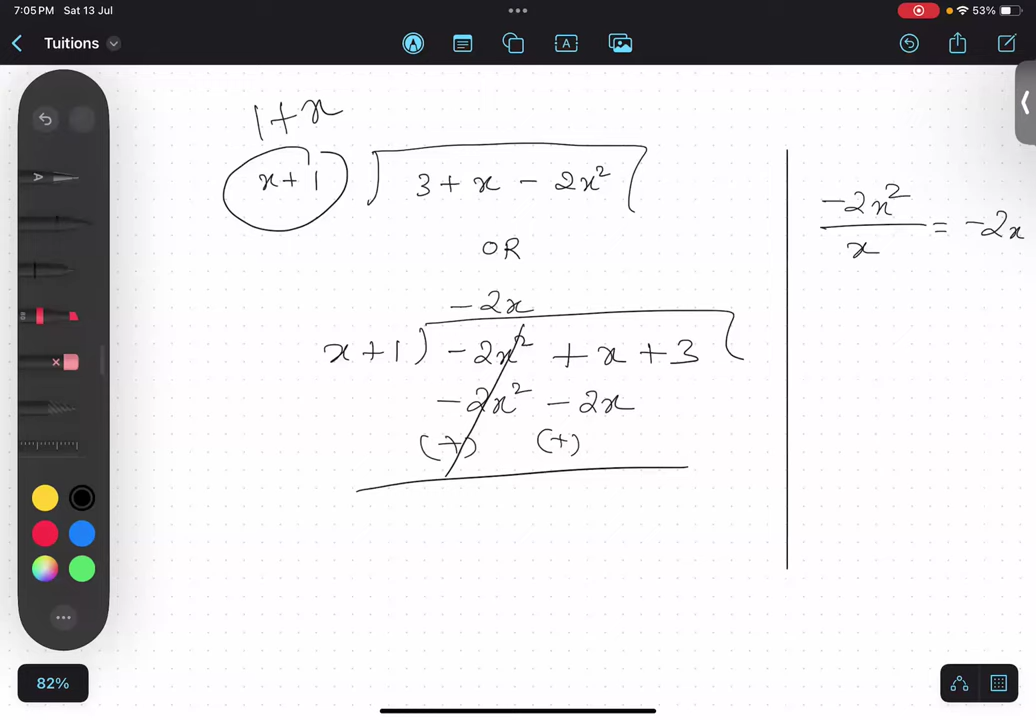 7:05 PM Sat 13 Jul
53%
Tuitions
A
1+x
x+1 ) 3 + x - 2x² (
OR
-2x
x+1 ) -2x² + x + 3 (
-2x² - 2x
(+) (+)
-2x²/x = -2x
A
82%